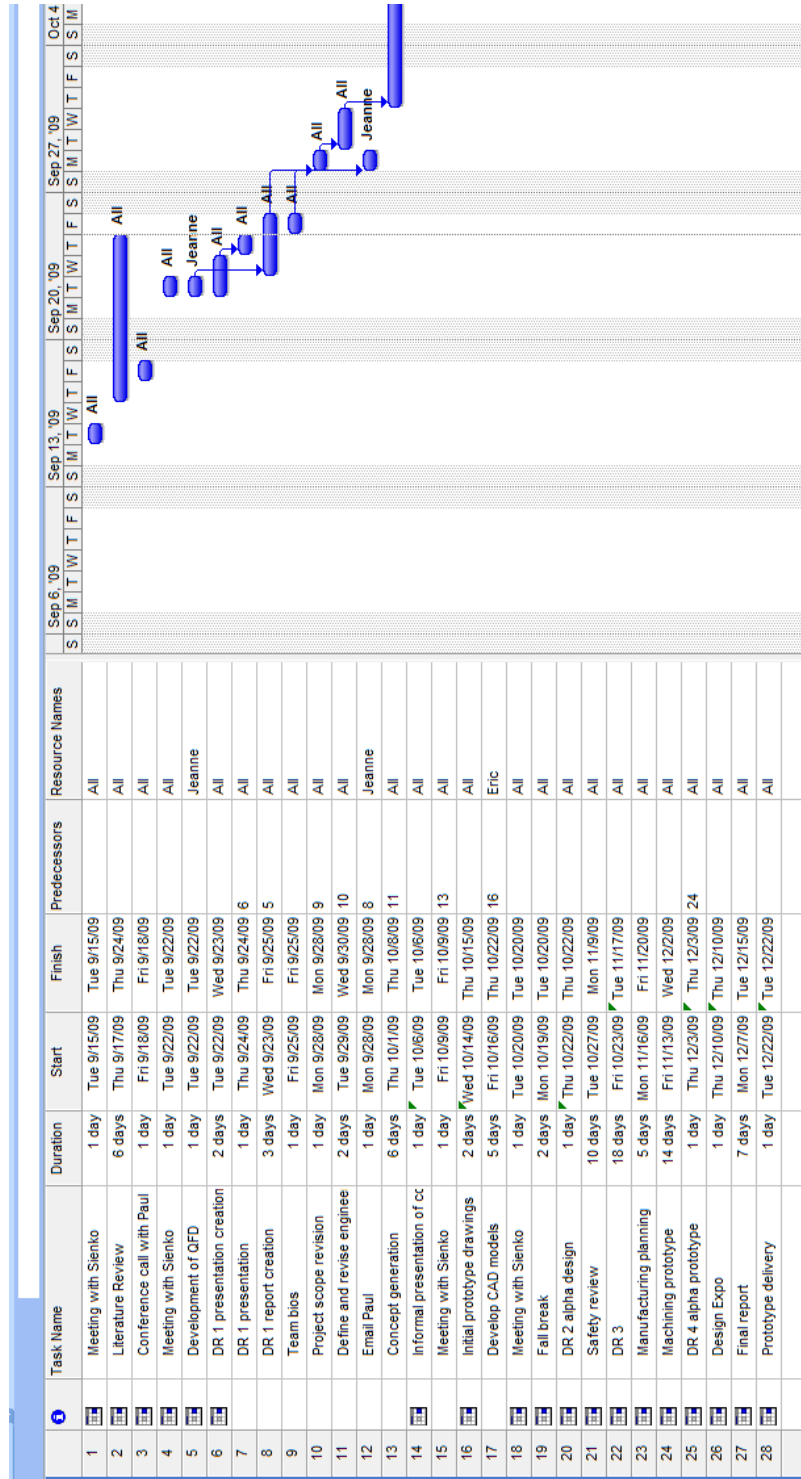 Task Name Duration Start Finish Predecessors Resource Names
1 Meeting with Sienko 1 day Tue 9/15/09 Tue 9/15/09 All
2 Literature Review 6 days Thu 9/17/09 Thu 9/24/09 All
3 Conference call with Paul 1 day Fri 9/18/09 Fri 9/18/09 All
4 Meeting with Sienko 1 day Tue 9/22/09 Tue 9/22/09 All
5 Development of QFD 1 day Tue 9/22/09 Tue 9/22/09 Jeanne
6 DR 1 presentation creation 2 days Tue 9/22/09 Wed 9/23/09 All
7 DR 1 presentation 1 day Thu 9/24/09 Thu 9/24/09 6 All
8 DR 1 report creation 3 days Wed 9/23/09 Fri 9/25/09 5 All
9 Team bios 1 day Fri 9/25/09 Fri 9/25/09 All
10 Project scope revision 1 day Mon 9/28/09 Mon 9/28/09 9 All
11 Define and revise enginee 2 days Tue 9/29/09 Wed 9/30/09 10 All
12 Email Paul 1 day Mon 9/28/09 Mon 9/28/09 8 Jeanne
13 Concept generation 6 days Thu 10/1/09 Thu 10/8/09 11 All
14 Informal presentation of cc 1 day Tue 10/6/09 Tue 10/6/09 All
15 Meeting with Sienko 1 day Fri 10/9/09 Fri 10/9/09 13 All
16 Initial prototype drawings 2 days Wed 10/14/09 Thu 10/15/09 All
17 Develop CAD models 5 days Fri 10/16/09 Thu 10/22/09 16 Eric
18 Meeting with Sienko 1 day Tue 10/20/09 Tue 10/20/09 All
19 Fall break 2 days Mon 10/19/09 Tue 10/20/09 All
20 DR 2 alpha design 1 day Thu 10/22/09 Thu 10/22/09 All
21 Safety review 10 days Tue 10/27/09 Mon 11/9/09 All
22 DR 3 18 days Fri 10/23/09 Tue 11/17/09 All
23 Manufacturing planning 5 days Mon 11/16/09 Fri 11/20/09 All
24 Machining prototype 14 days Fri 11/13/09 Wed 12/2/09 All
25 DR 4 alpha prototype 1 day Thu 12/3/09 Thu 12/3/09 24 All
26 Design Expo 1 day Thu 12/10/09 Thu 12/10/09 All
27 Final report 7 days Mon 12/7/09 Tue 12/15/09 All
28 Prototype delivery 1 day Tue 12/22/09 Tue 12/22/09 All
Sep 6, '09 Sep 13, '09 Sep 20, '09 Sep 27, '09 Oct 4
S S M T W T F S S M T W T F S S M T W T F S S M T W T F S S M
All
All
All
All
Jeanne
All
All
All
All
All
All
Jeanne